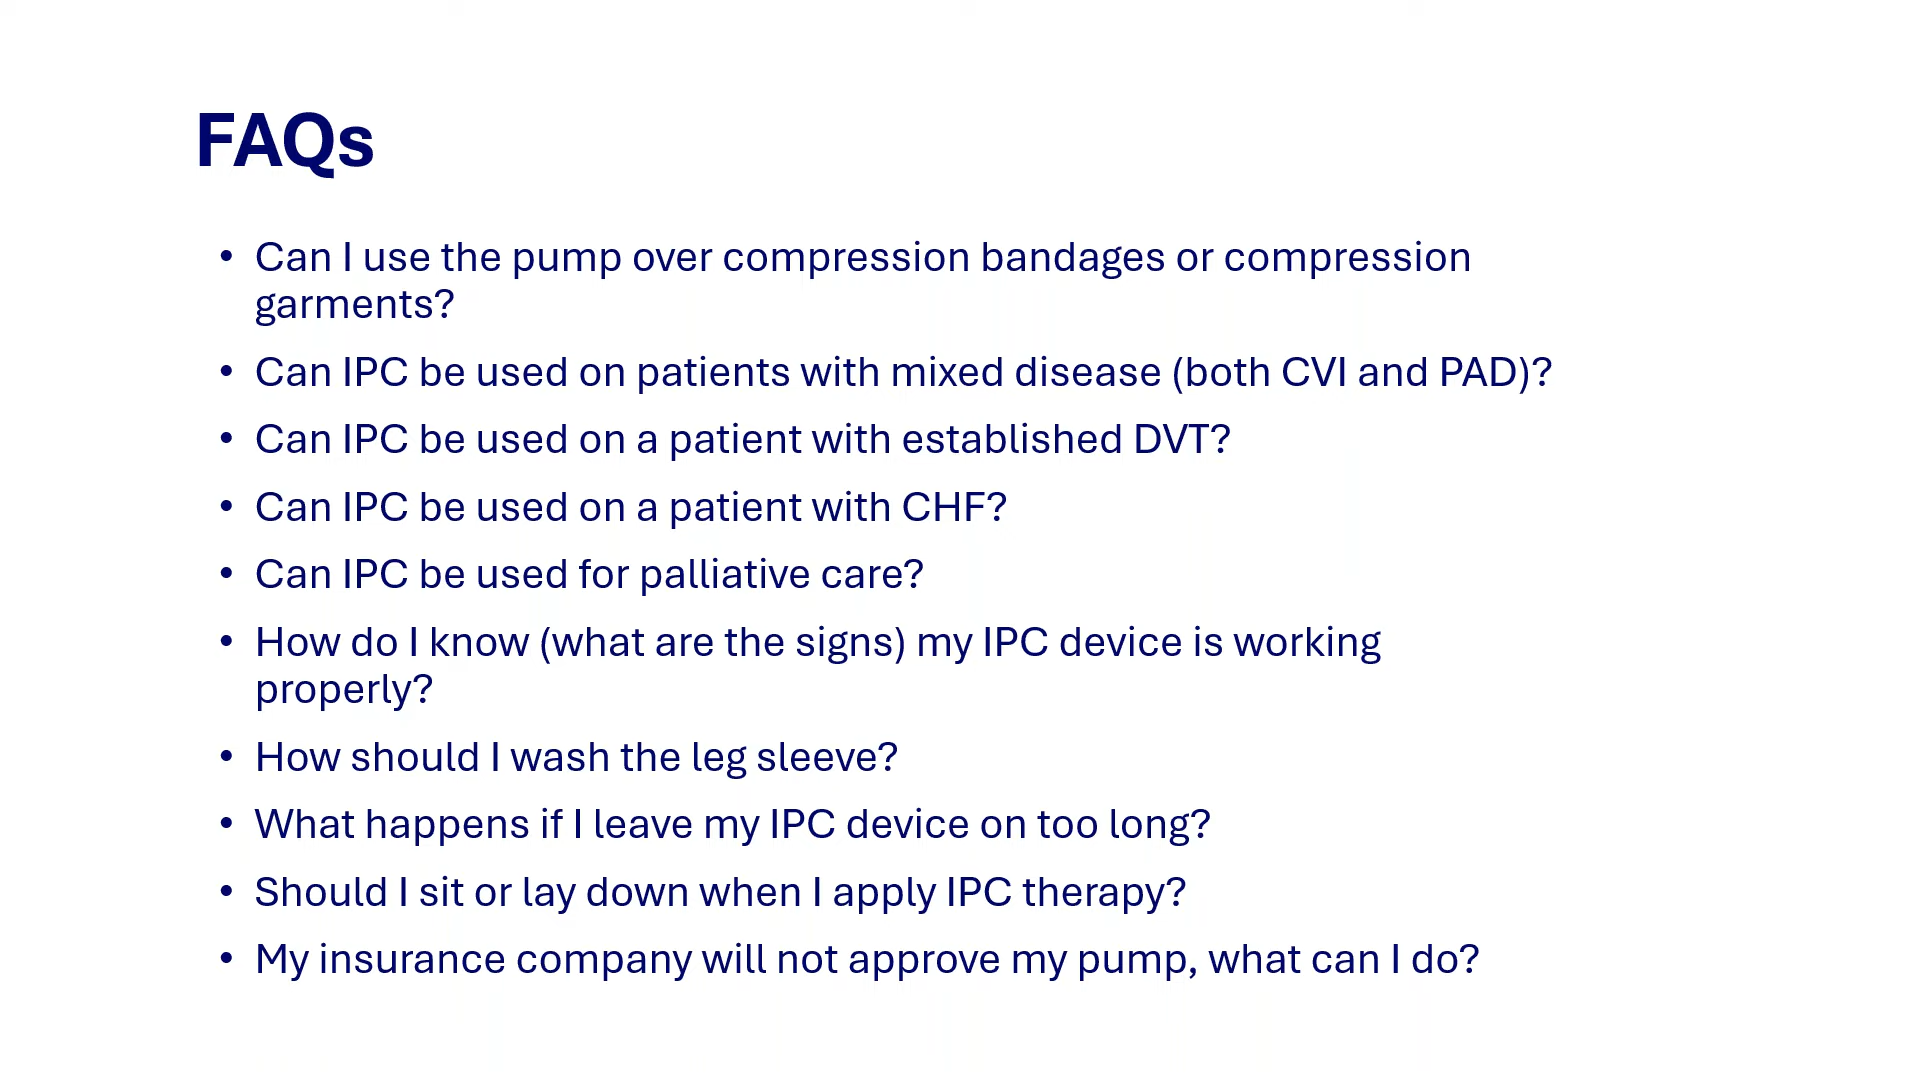 FAQs
• Can I use the pump over compression bandages or compression
garments?
• Can IPC be used on patients with mixed disease (both CVI and PAD)?
• Can IPC be used on a patient with established DVT?
• Can IPC be used on a patient with CHF?
• Can IPC be used for palliative care?
• How do I know (what are the signs) my IPC device is working
properly?
• How should I wash the leg sleeve?
• What happens if I leave my IPC device on too long?
• Should I sit or lay down when I apply IPC therapy?
• My insurance company will not approve my pump, what can I do?